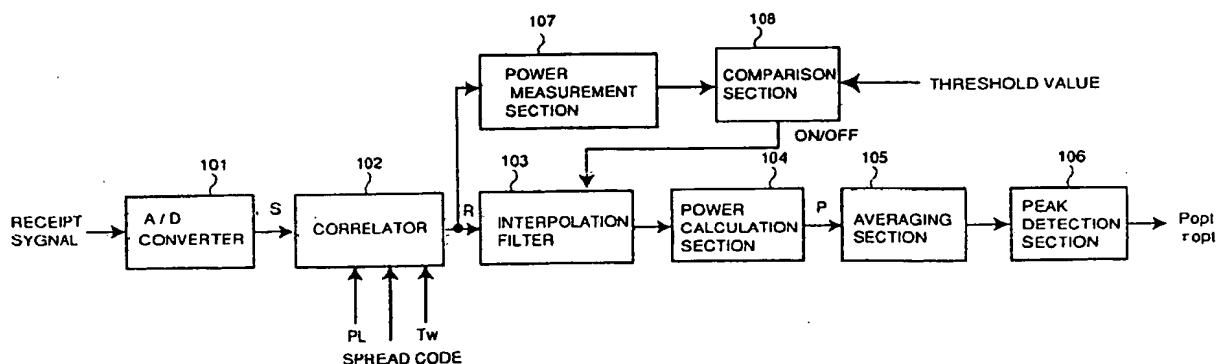 107
108
POWER
MEASUREMENT
SECTION
COMPARISON
SECTION
THRESHOLD VALUE
ON/OFF
101
102
103
104
105
106
RECEIPT
SYGNAL
A/D
CONVERTER
S
CORRELATOR
R
INTERPOLATION
FILTER
POWER
CALCULATION
SECTION
P
AVERAGING
SECTION
PEAK
DETECTION
SECTION
Popt
τopt
PL
Tw
SPREAD CODE